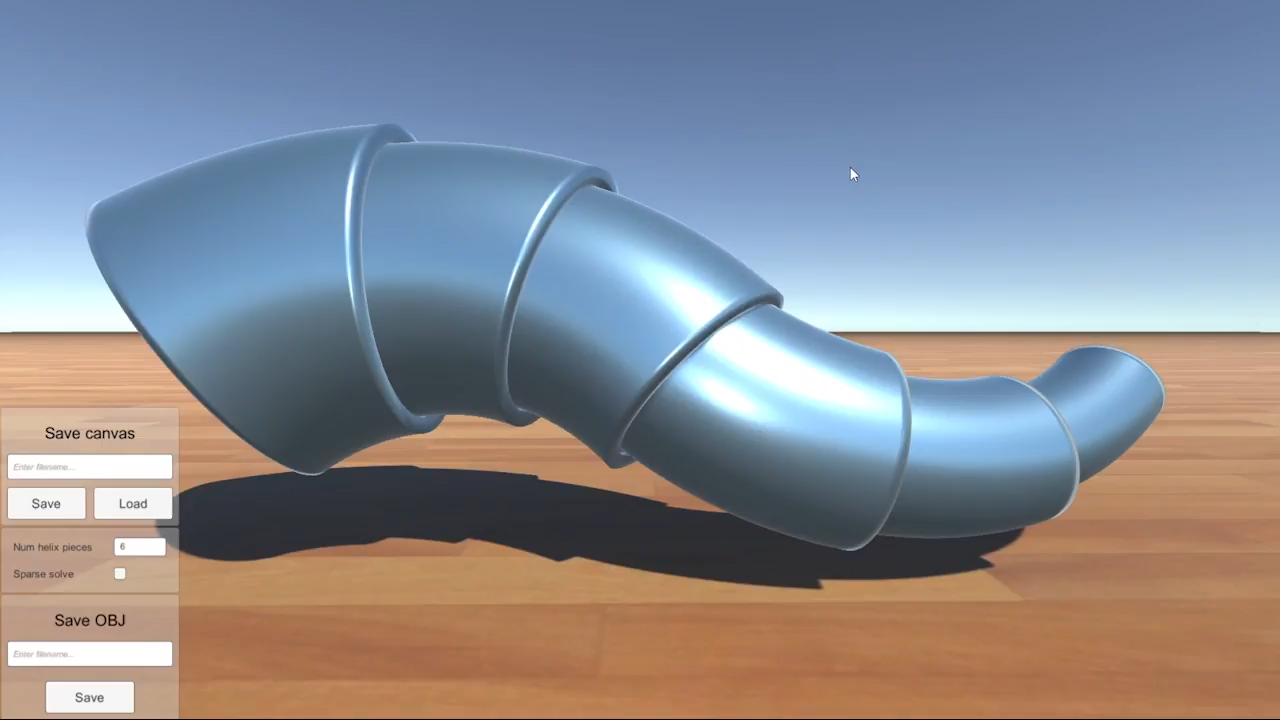 Save canvas
Enter filename...
Save Load
Num helix pieces 6
Sparse solve
Save OBJ
Enter filename...
Save